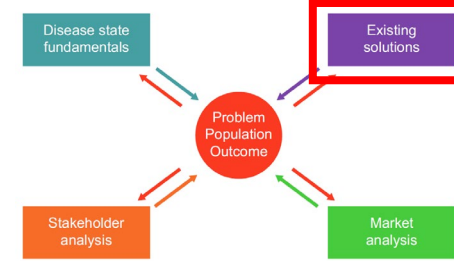 Disease state
fundamentals
Existing
solutions
Problem
Population
Outcome
Stakeholder
analysis
Market
analysis